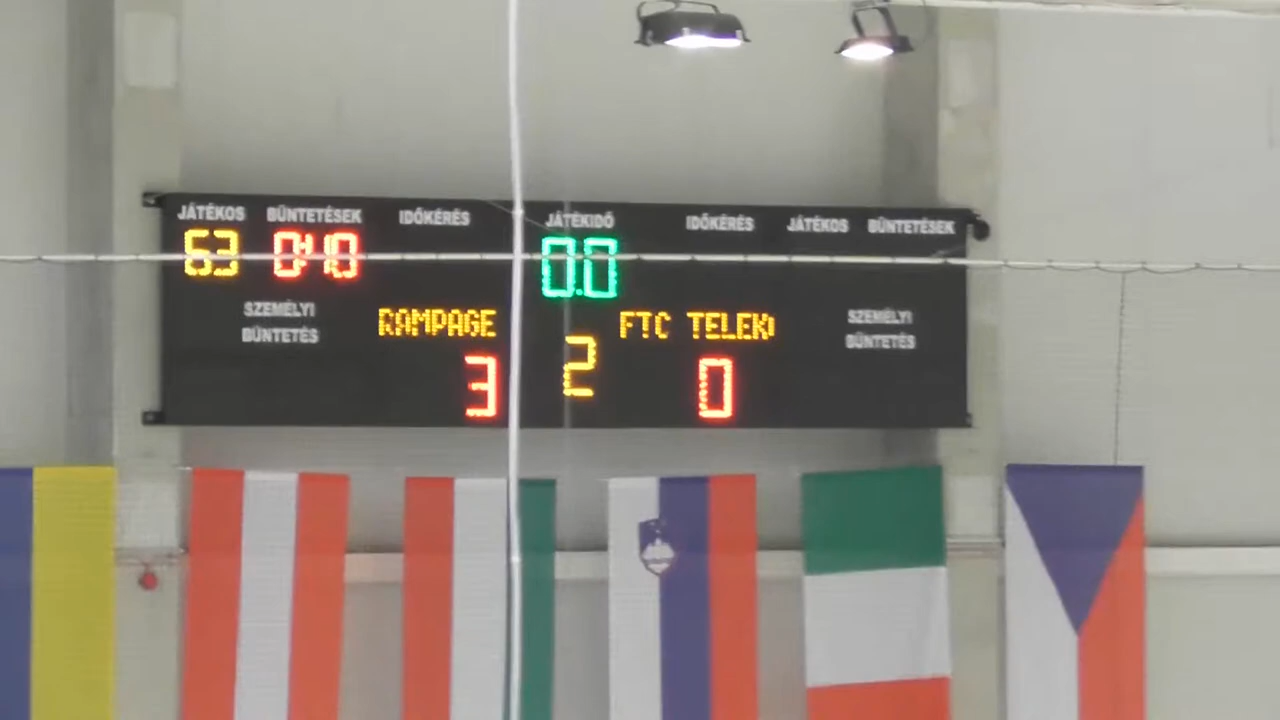 JÁTÉKOS BÜNTETÉSEK IDŐKÉRÉS JÁTÉKIDŐ IDŐKÉRÉS JÁTÉKOS BÜNTETÉSEK
63 0:40 0.0
SZEMÉLYI BÜNTETÉS
RAMPAGE FTC TELEKI
SZEMÉLYI BÜNTETÉS
3 2 0